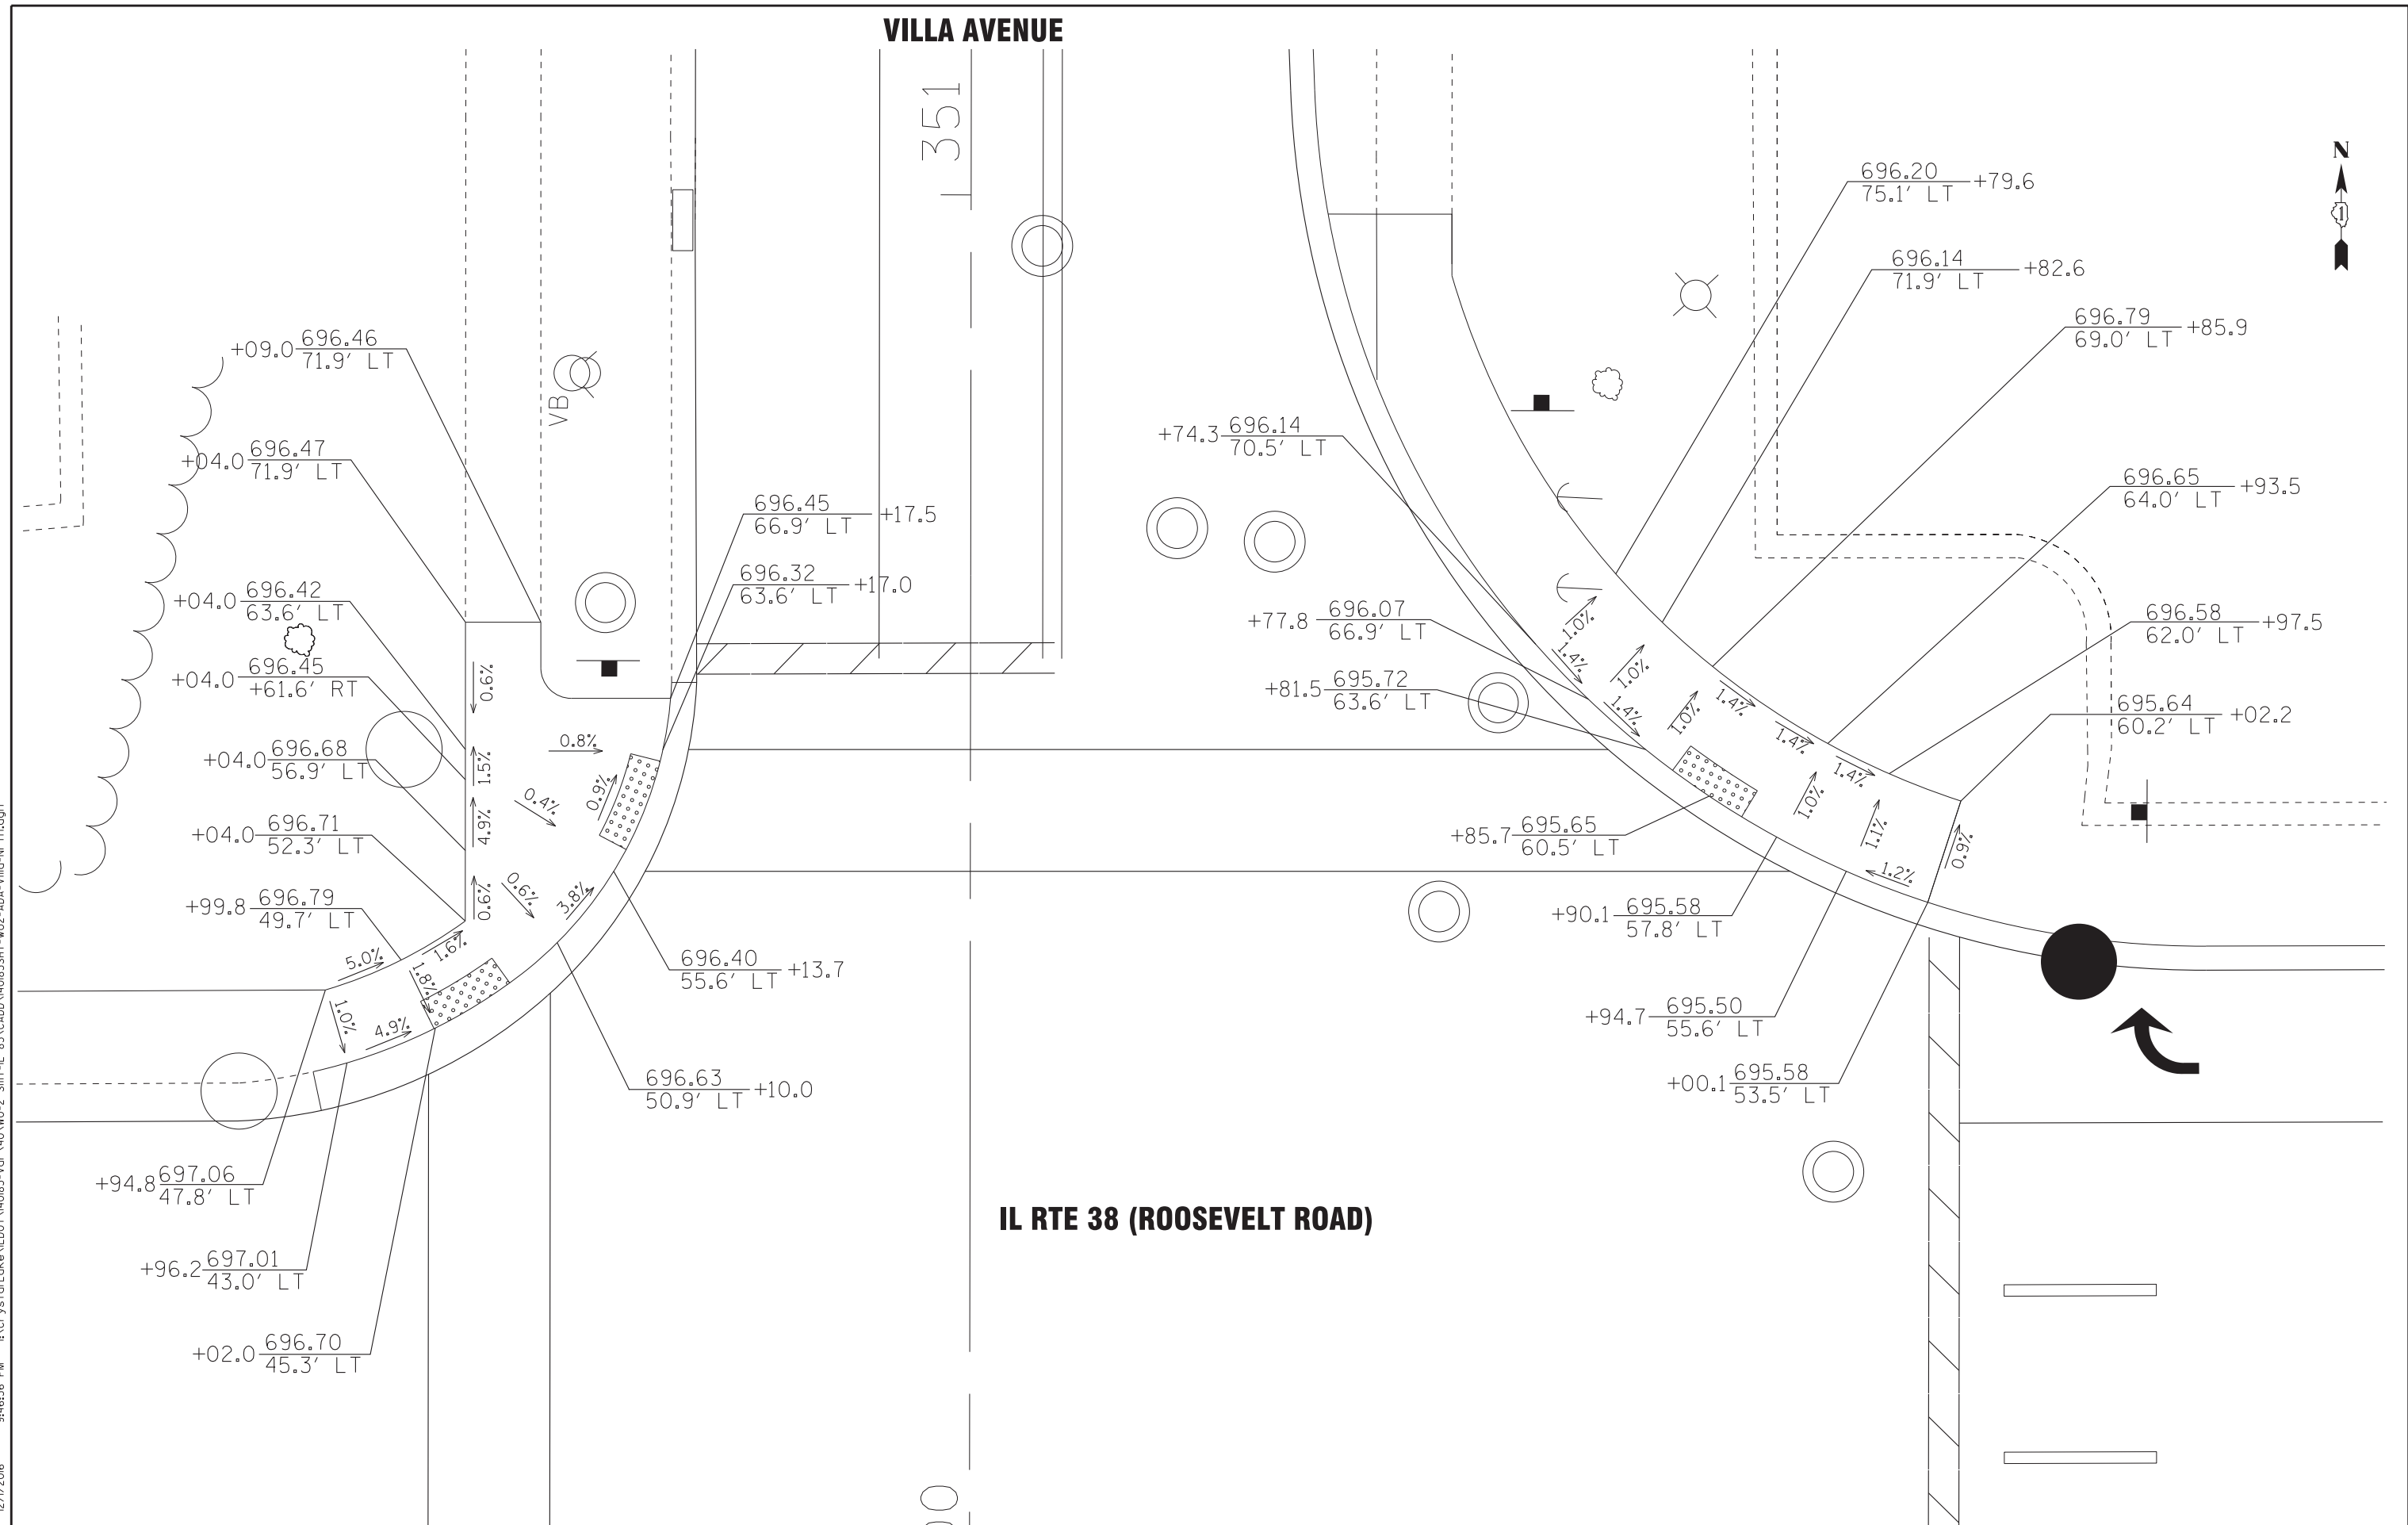 VILLA AVENUE
351
N
1
696.20
75.1' LT
+79.6
696.14
71.9' LT
+82.6
696.79
69.0' LT
+85.9
+09.0
696.46
71.9' LT
VB
+74.3
696.14
70.5' LT
+04.0
696.47
71.9' LT
696.65
64.0' LT
+93.5
696.45
66.9' LT
+17.5
696.32
63.6' LT
+17.0
+04.0
696.42
63.6' LT
+77.8
696.07
66.9' LT
696.58
62.0' LT
+97.5
+04.0
696.45
+61.6' RT
+81.5
695.72
63.6' LT
695.64
60.2' LT
+02.2
+04.0
696.68
56.9' LT
+04.0
696.71
52.3' LT
+85.7
695.65
60.5' LT
+99.8
696.79
49.7' LT
+90.1
695.58
57.8' LT
696.40
55.6' LT
+13.7
+94.7
695.50
55.6' LT
696.63
50.9' LT
+10.0
+00.1
695.58
53.5' LT
+94.8
697.06
47.8' LT
+96.2
697.01
43.0' LT
+02.0
696.70
45.3' LT
0.6%
0.8%
1.5%
0.9%
0.4%
4.9%
0.6%
0.6%
3.8%
1.6%
5.0%
1.8%
1.0%
4.9%
1.0%
1.4%
1.0%
1.4%
1.0%
1.4%
1.4%
1.4%
1.0%
1.1%
0.9%
1.2%
IL RTE 38 (ROOSEVELT ROAD)
12/1/2016